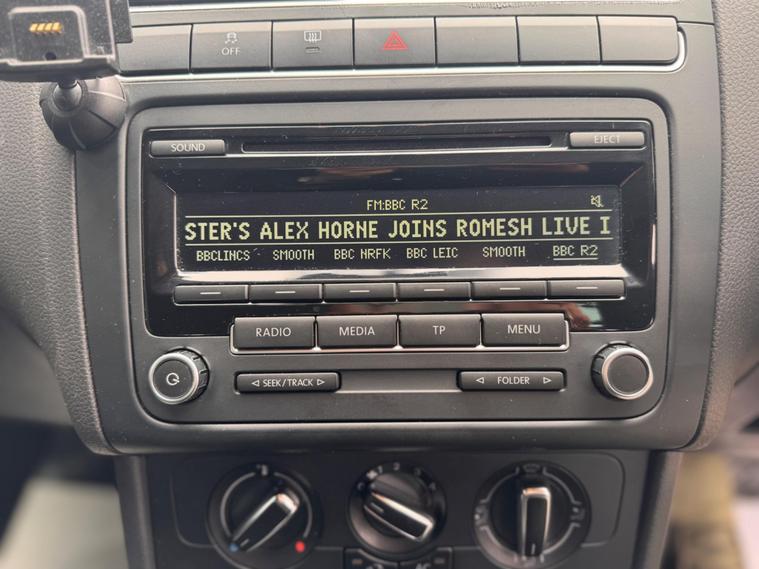 OFF
SOUND
EJECT
FM:BBC R2
STER'S ALEX HORNE JOINS ROMESH LIVE I
BBCLINCS SMOOTH BBC NRFK BBC LEIC SMOOTH BBC R2
RADIO MEDIA TP MENU
SEEK/TRACK FOLDER